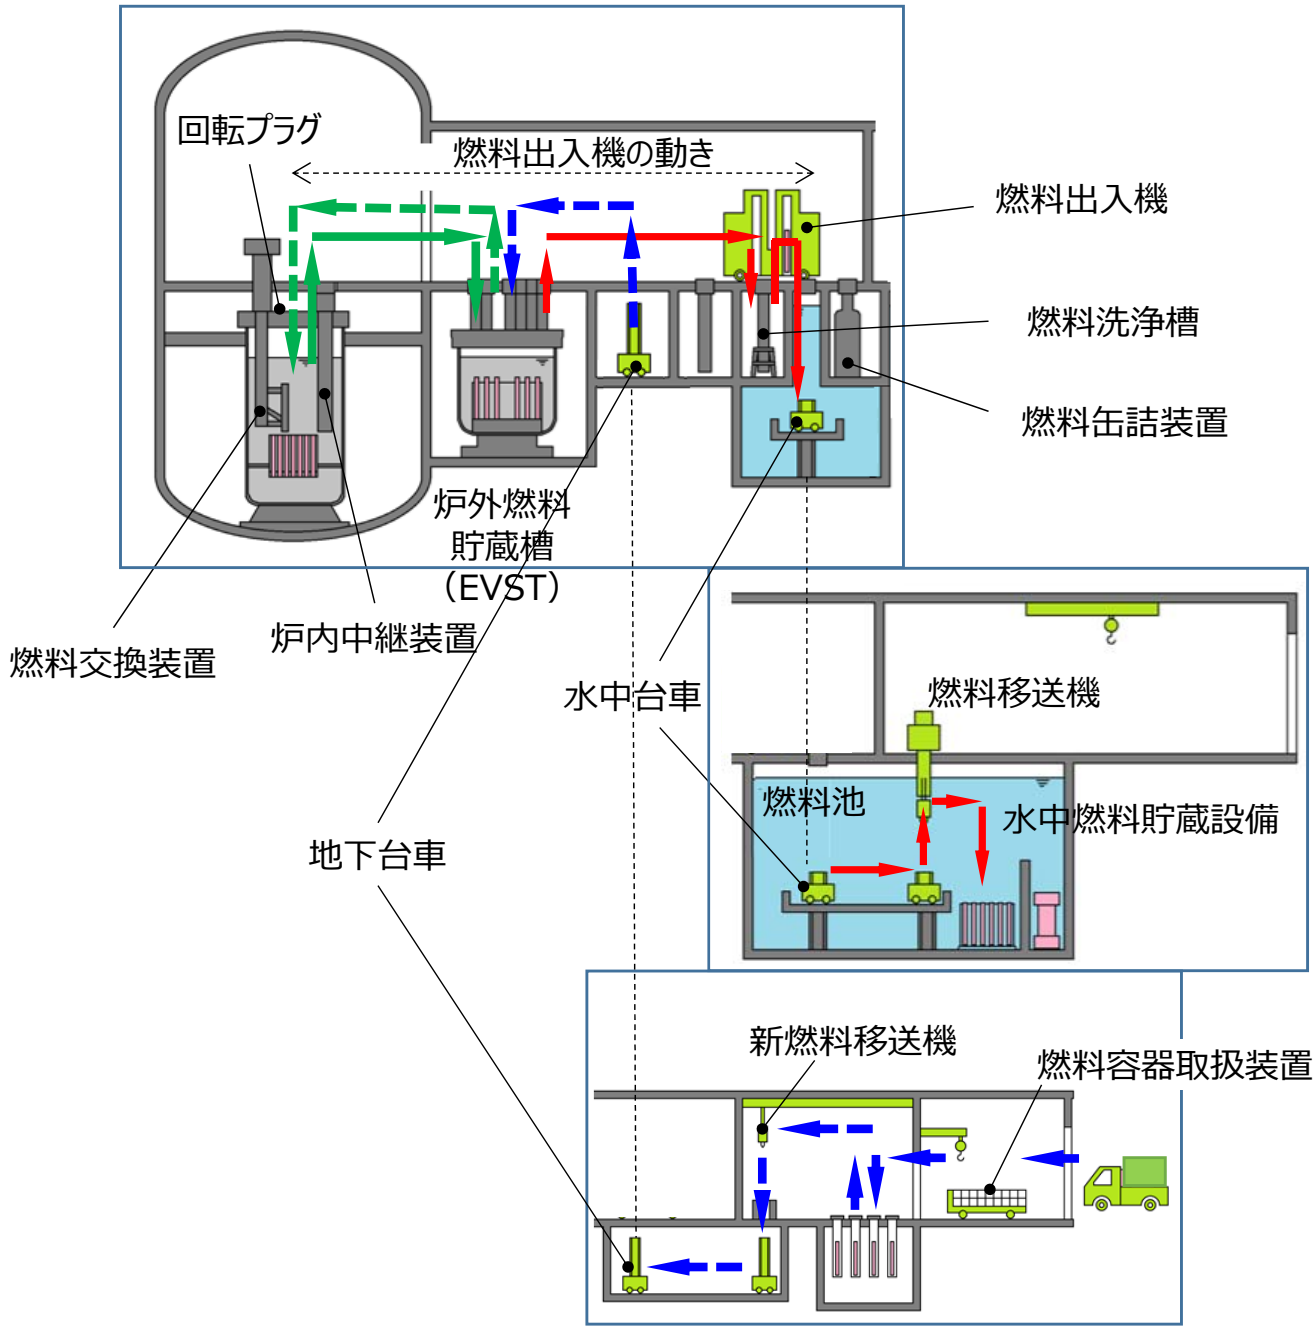 回転プラグ
燃料出入機の動き
燃料出入機
燃料洗浄槽
燃料缶詰装置
炉外燃料
貯蔵槽
（EVST）
燃料交換装置
炉内中継装置
水中台車
燃料移送機
燃料池
水中燃料貯蔵設備
地下台車
新燃料移送機
燃料容器取扱装置